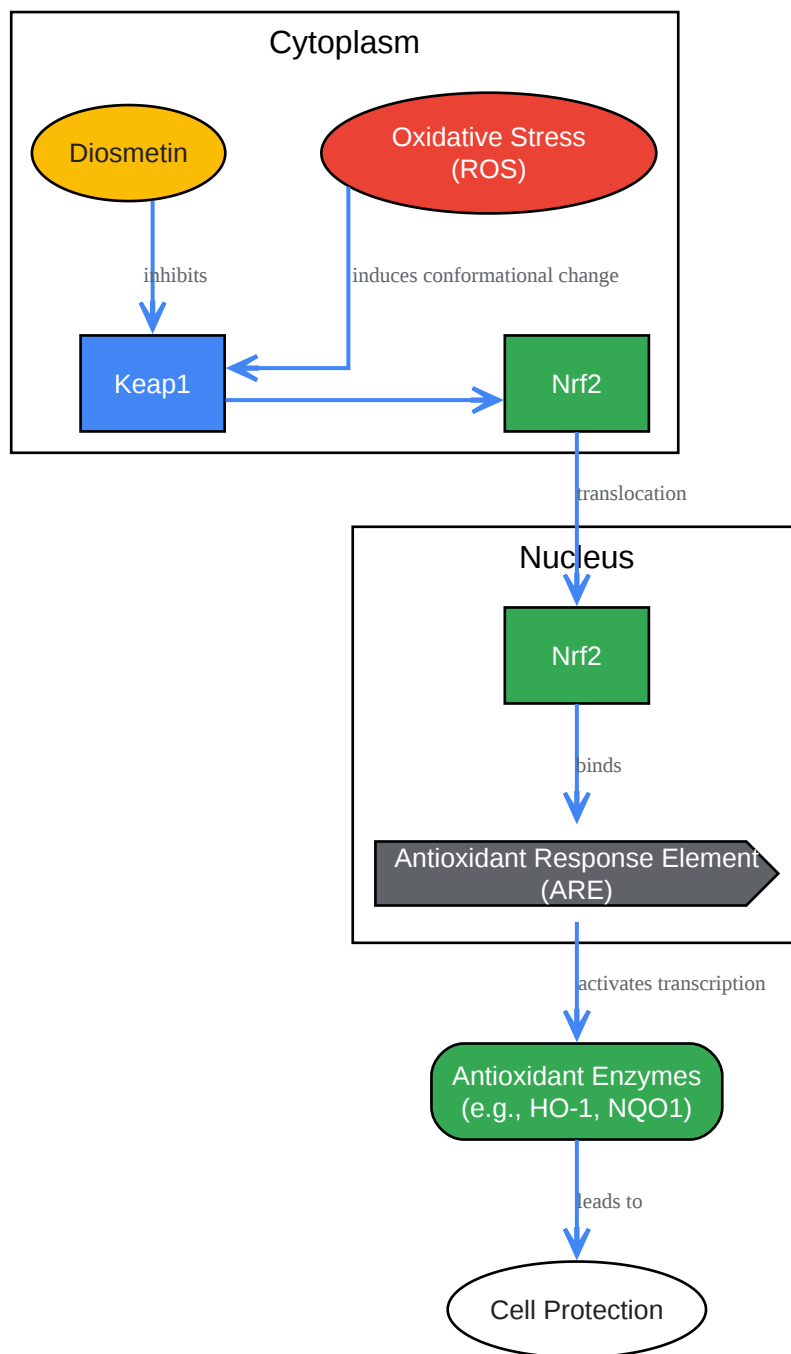 Cytoplasm
Diosmetin
Oxidative Stress
(ROS)
inhibits
induces conformational change
Keap1
Nrf2
translocation
Nucleus
Nrf2
binds
Antioxidant Response Element
(ARE)
activates transcription
Antioxidant Enzymes
(e.g., HO-1, NQO1)
leads to
Cell Protection